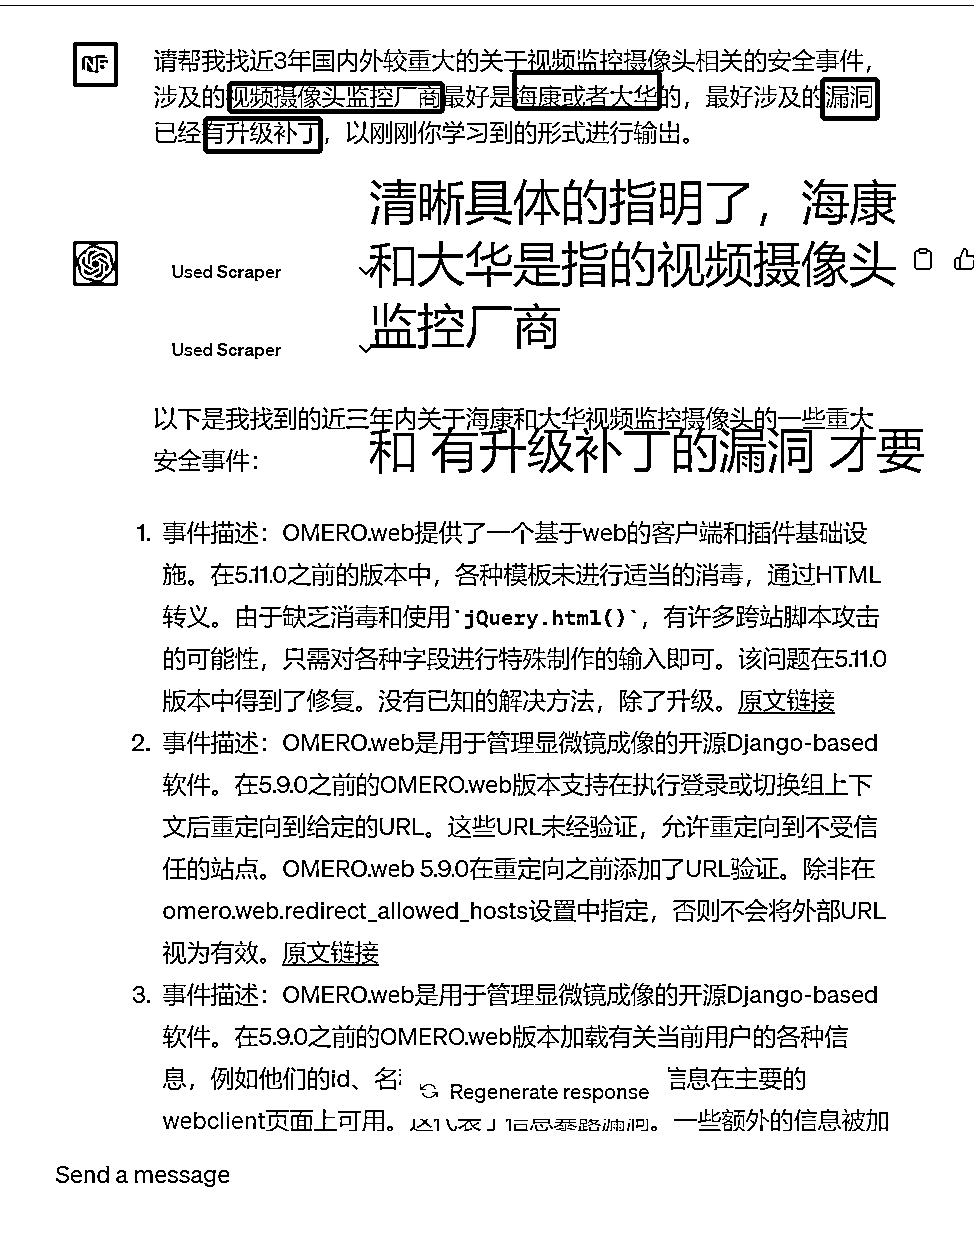 NF
请帮我找近3年国内外较重大的关于视频监控摄像头相关的安全事件，
涉及的视频摄像头监控厂商最好是海康或者大华的，最好涉及的漏洞
已经有升级补丁，以刚刚你学习到的形式进行输出。
清晰具体的指明了，海康
和大华是指的视频摄像头
监控厂商
Used Scraper
Used Scraper
以下是我找到的近三年内关于海康和大华视频监控摄像头的一些重大
安全事件：
和 有升级补丁的漏洞 才要
1. 事件描述：OMERO.web提供了一个基于web的客户端和插件基础设
施。在5.11.0之前的版本中，各种模板未进行适当的消毒，通过HTML
转义。由于缺乏消毒和使用`jQuery.html()`，有许多跨站脚本攻击
的可能性，只需对各种字段进行特殊制作的输入即可。该问题在5.11.0
版本中得到了修复。没有已知的解决方法，除了升级。原文链接
2. 事件描述：OMERO.web是用于管理显微镜成像的开源Django-based
软件。在5.9.0之前的OMERO.web版本支持在执行登录或切换组上下
文后重定向到给定的URL。这些URL未经验证，允许重定向到不受信
任的站点。OMERO.web 5.9.0在重定向之前添加了URL验证。除非在
omero.web.redirect_allowed_hosts设置中指定，否则不会将外部URL
视为有效。原文链接
3. 事件描述：OMERO.web是用于管理显微镜成像的开源Django-based
软件。在5.9.0之前的OMERO.web版本加载有关当前用户的各种信
息，例如他们的id、名 信息在主要的
Regenerate response
webclient页面上可用。这代表了信息暴露漏洞。一些额外的信息被加
Send a message